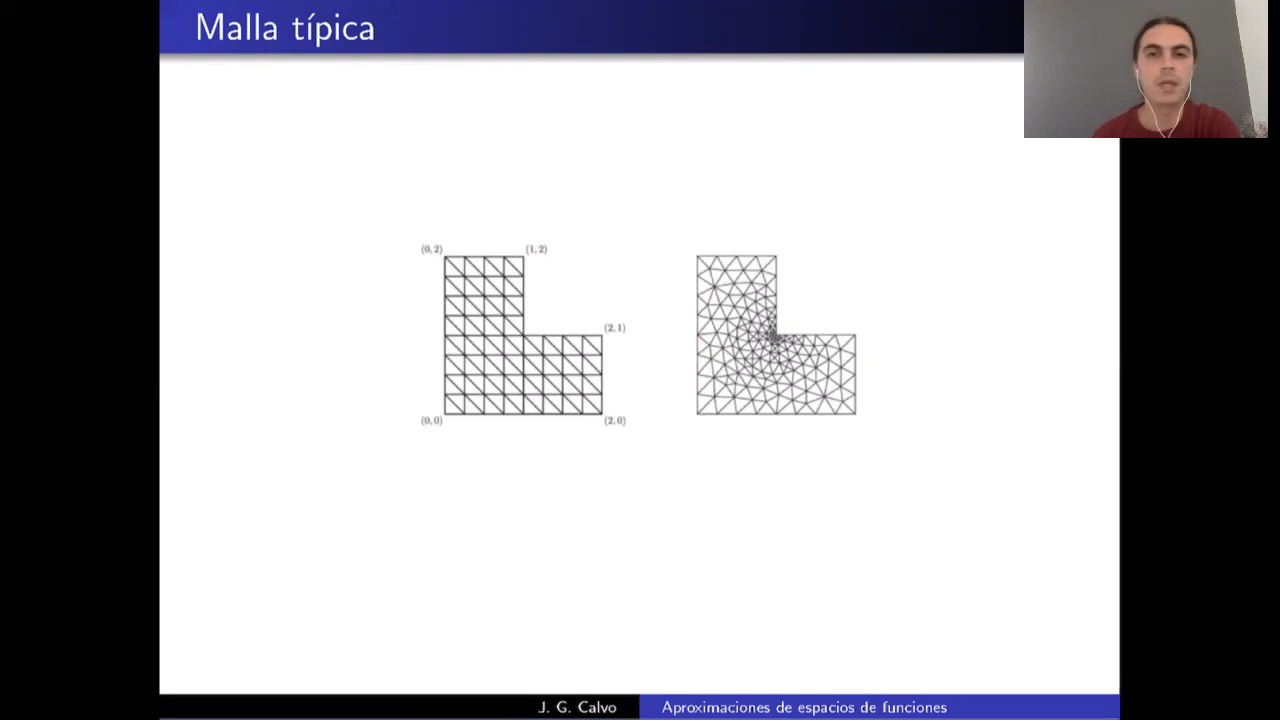 Malla típica
(0, 2)
(1, 2)
(2, 1)
(0, 0)
(2, 0)
J. G. Calvo
Aproximaciones de espacios de funciones